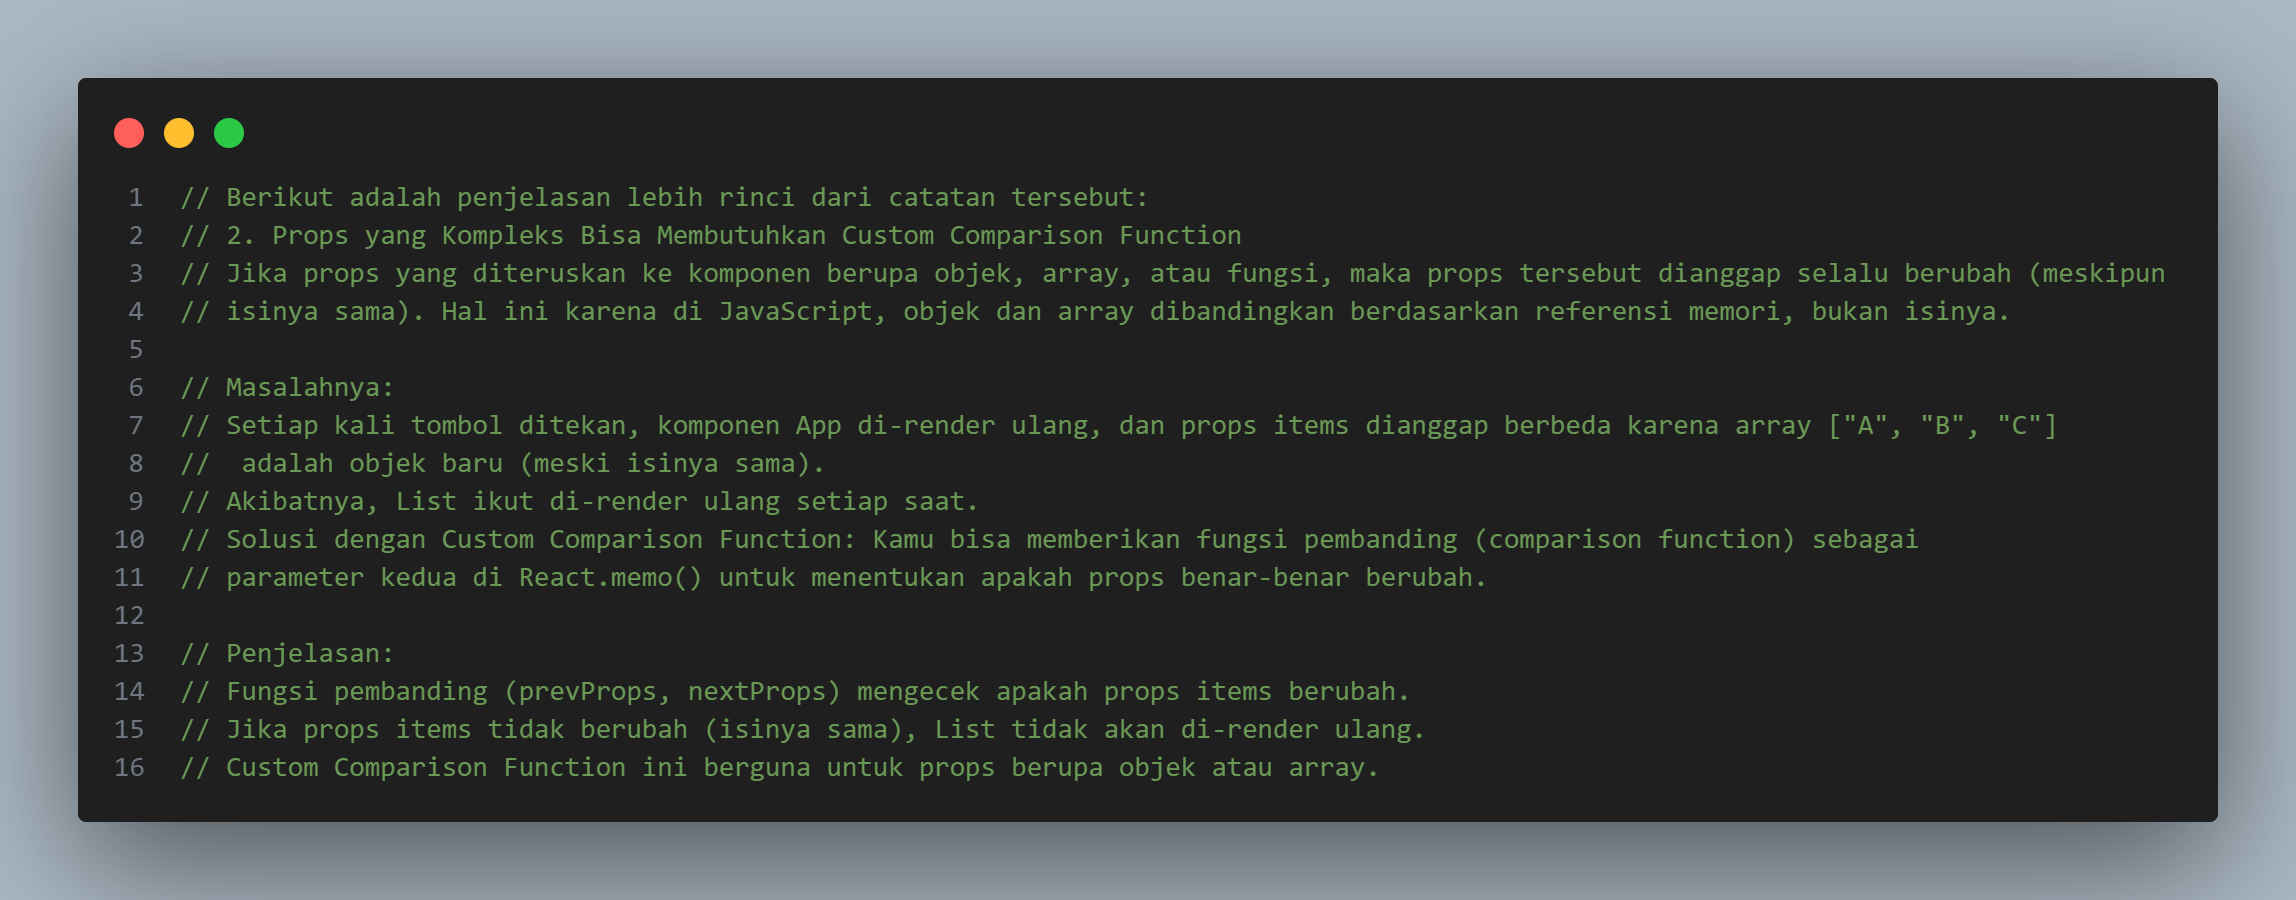 1 // Berikut adalah penjelasan lebih rinci dari catatan tersebut:
2 // 2. Props yang Kompleks Bisa Membutuhkan Custom Comparison Function
3 // Jika props yang diteruskan ke komponen berupa objek, array, atau fungsi, maka props tersebut dianggap selalu berubah (meskipun
4 // isinya sama). Hal ini karena di JavaScript, objek dan array dibandingkan berdasarkan referensi memori, bukan isinya.
5
6 // Masalahnya:
7 // Setiap kali tombol ditekan, komponen App di-render ulang, dan props items dianggap berbeda karena array ["A", "B", "C"]
8 //  adalah objek baru (meski isinya sama).
9 // Akibatnya, List ikut di-render ulang setiap saat.
10 // Solusi dengan Custom Comparison Function: Kamu bisa memberikan fungsi pembanding (comparison function) sebagai
11 // parameter kedua di React.memo() untuk menentukan apakah props benar-benar berubah.
12
13 // Penjelasan:
14 // Fungsi pembanding (prevProps, nextProps) mengecek apakah props items berubah.
15 // Jika props items tidak berubah (isinya sama), List tidak akan di-render ulang.
16 // Custom Comparison Function ini berguna untuk props berupa objek atau array.